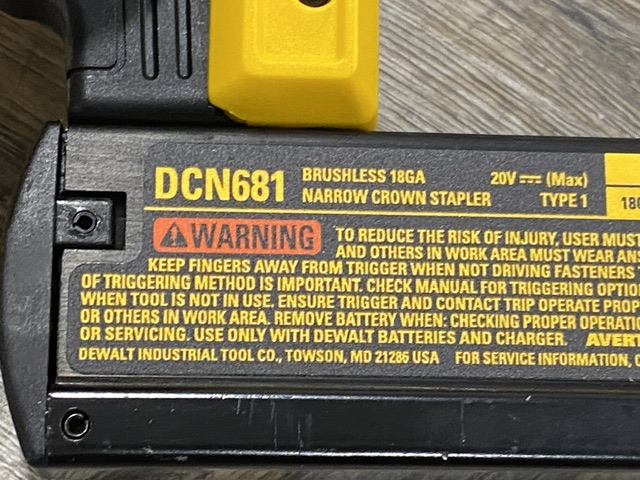 DCN681 BRUSHLESS 18GA 20V ⎓ (Max)
NARROW CROWN STAPLER TYPE 1
⚠WARNING TO REDUCE THE RISK OF INJURY, USER MUST
AND OTHERS IN WORK AREA MUST WEAR
KEEP FINGERS AWAY FROM TRIGGER WHEN NOT DRIVING FASTENERS
OF TRIGGERING METHOD IS IMPORTANT. CHECK MANUAL FOR TRIGGERING
WHEN TOOL IS NOT IN USE. ENSURE TRIGGER AND CONTACT TRIP OPERATE
OR OTHERS IN WORK AREA. REMOVE BATTERY WHEN: CHECKING PROPER
OR SERVICING. USE ONLY WITH DEWALT BATTERIES AND CHARGER.
DEWALT INDUSTRIAL TOOL CO., TOWSON, MD 21286 USA FOR SERVICE INFORMATION,